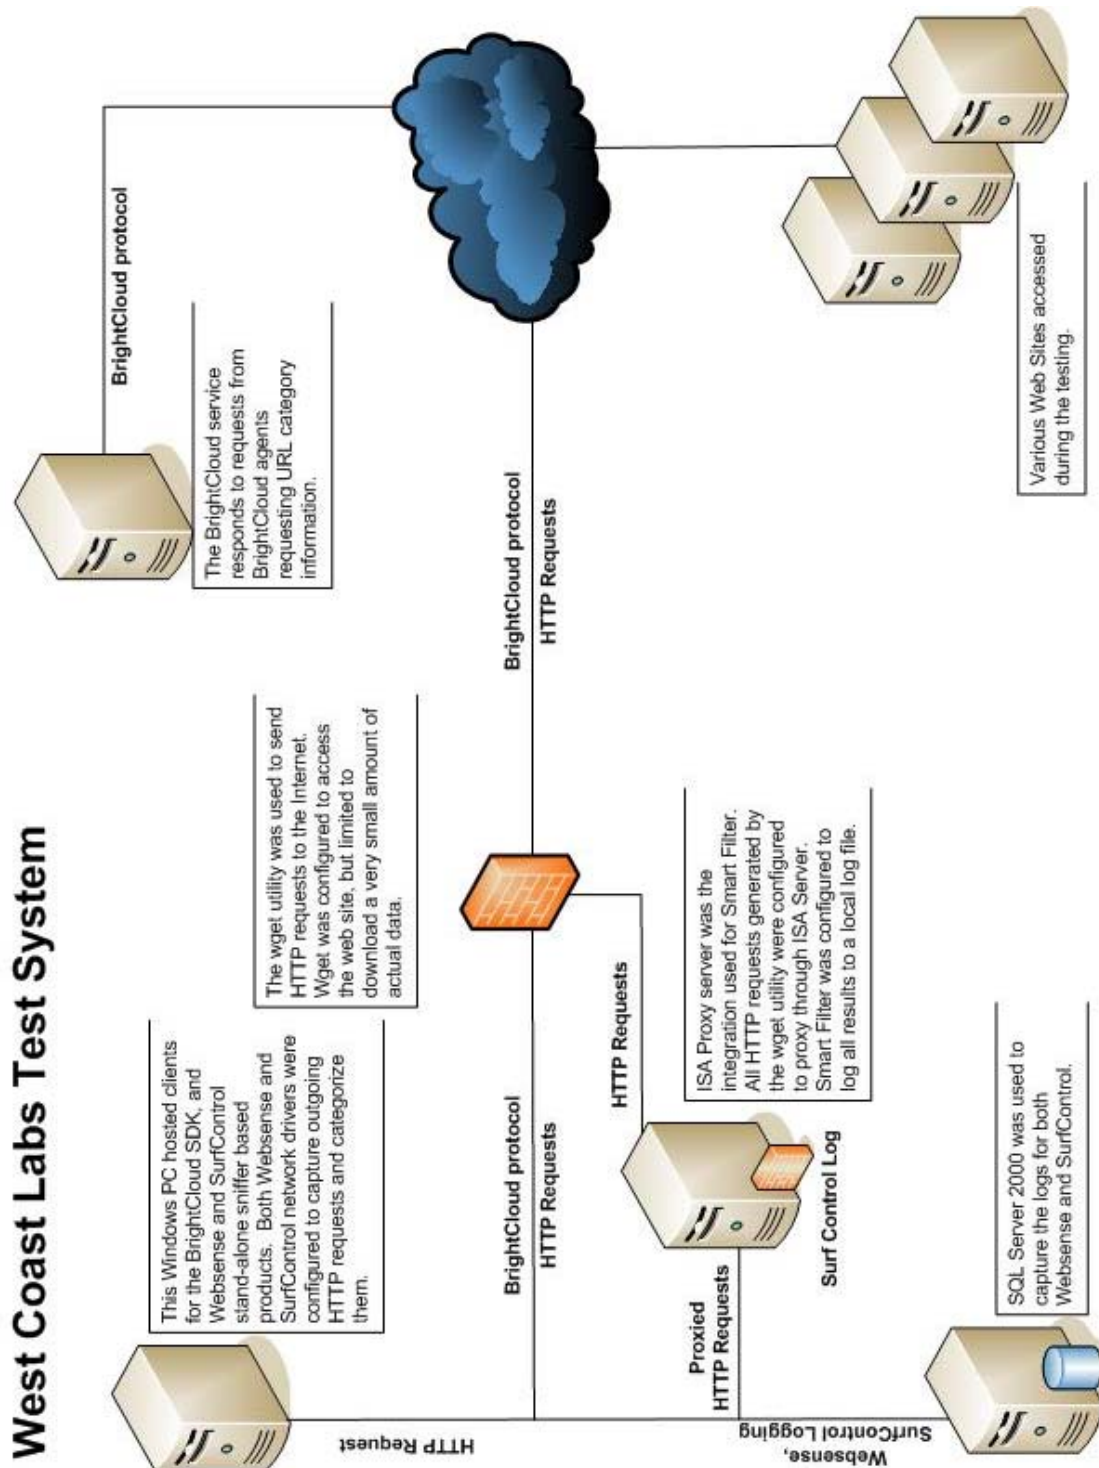 West Coast Labs Test System
This Windows PC hosted clients
for the BrightCloud SDK, and
Websense and SurfControl
stand-alone sniffer based
products. Both Websense and
SurfControl network drivers were
configured to capture outgoing
HTTP requests and categorize
them.
The wget utility was used to send
HTTP requests to the Internet.
Wget was configured to access
the web site, but limited to
download a very small amount of
actual data.
The BrightCloud service
responds to requests from
BrightCloud agents
requesting URL category
information.
BrightCloud protocol
HTTP Request
BrightCloud protocol
HTTP Requests
BrightCloud protocol
HTTP Requests
HTTP Requests
Proxied
HTTP Requests
Surf Control Log
ISA Proxy server was the
integration used for Smart Filter.
All HTTP requests generated by
the wget utility were configured
to proxy through ISA Server.
Smart Filter was configured to
log all results to a local log file.
Websense,
SurfControl Logging
SQL Server 2000 was used to
capture the logs for both
Websense and SurfControl.
Various Web Sites accessed
during the testing.